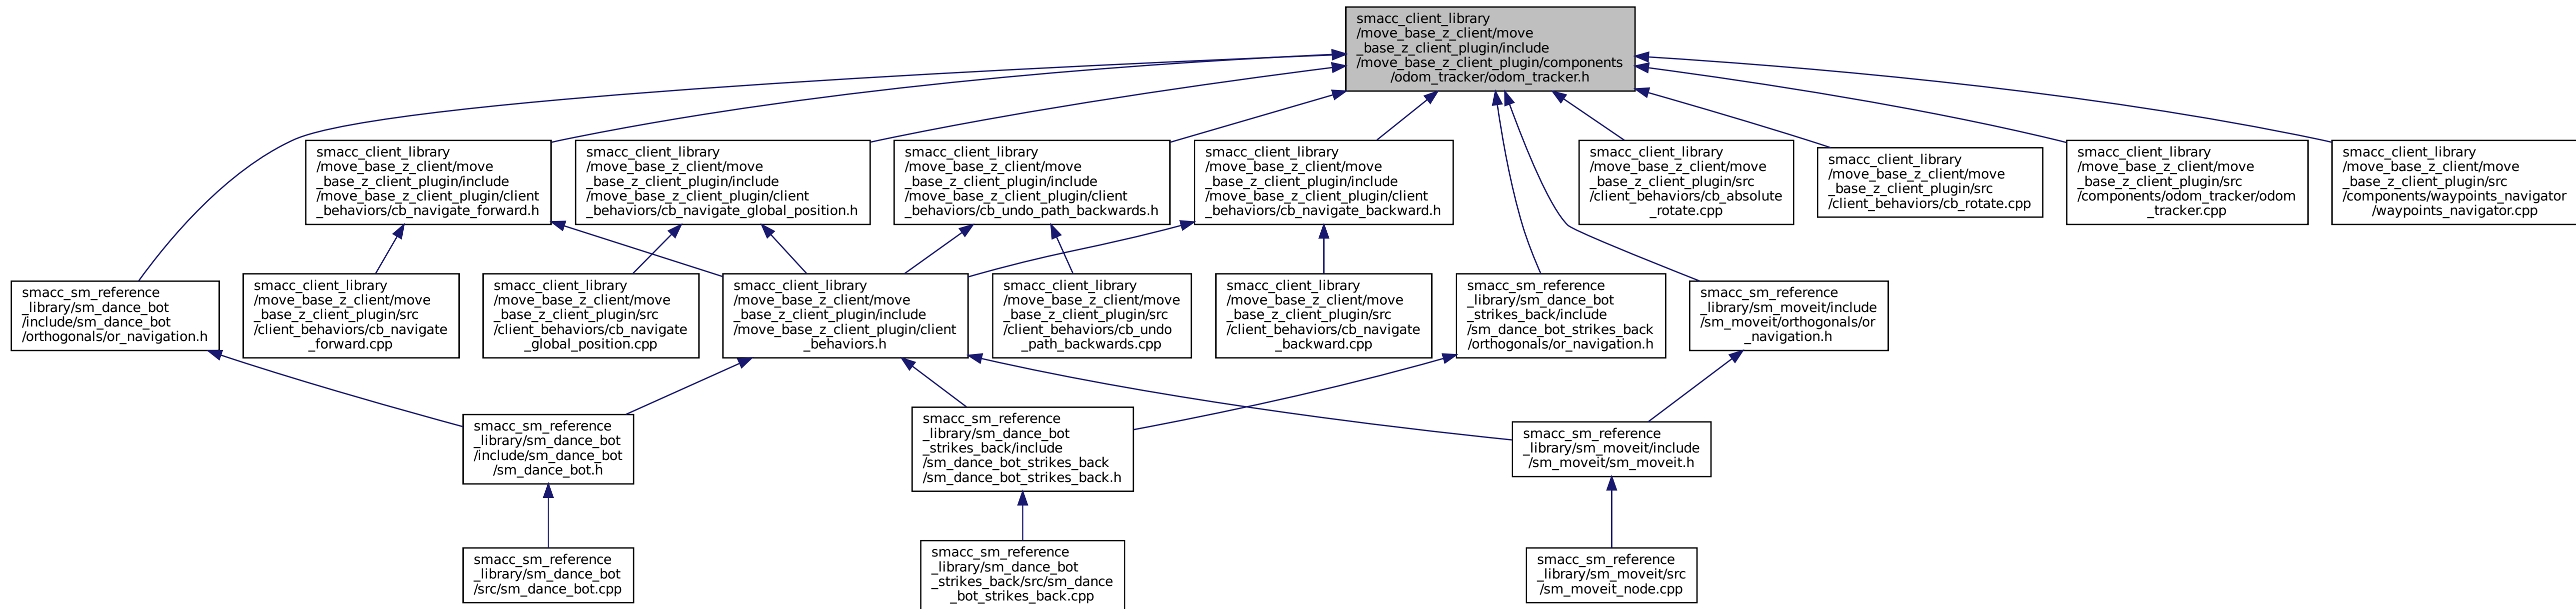 smacc_client_library
/move_base_z_client/move
_base_z_client_plugin/include
/move_base_z_client_plugin/components
/odom_tracker/odom_tracker.h
smacc_client_library
/move_base_z_client/move
_base_z_client_plugin/include
/move_base_z_client_plugin/client
_behaviors/cb_navigate_forward.h
smacc_client_library
/move_base_z_client/move
_base_z_client_plugin/include
/move_base_z_client_plugin/client
_behaviors/cb_navigate_global_position.h
smacc_client_library
/move_base_z_client/move
_base_z_client_plugin/include
/move_base_z_client_plugin/client
_behaviors/cb_undo_path_backwards.h
smacc_client_library
/move_base_z_client/move
_base_z_client_plugin/include
/move_base_z_client_plugin/client
_behaviors/cb_navigate_backward.h
smacc_client_library
/move_base_z_client/move
_base_z_client_plugin/src
/client_behaviors/cb_absolute
_rotate.cpp
smacc_client_library
/move_base_z_client/move
_base_z_client_plugin/src
/client_behaviors/cb_rotate.cpp
smacc_client_library
/move_base_z_client/move
_base_z_client_plugin/src
/components/odom_tracker/odom
_tracker.cpp
smacc_client_library
/move_base_z_client/move
_base_z_client_plugin/src
/components/waypoints_navigator
/waypoints_navigator.cpp
smacc_sm_reference
_library/sm_dance_bot
/include/sm_dance_bot
/orthogonals/or_navigation.h
smacc_client_library
/move_base_z_client/move
_base_z_client_plugin/src
/client_behaviors/cb_navigate
_forward.cpp
smacc_client_library
/move_base_z_client/move
_base_z_client_plugin/src
/client_behaviors/cb_navigate
_global_position.cpp
smacc_client_library
/move_base_z_client/move
_base_z_client_plugin/include
/move_base_z_client_plugin/client
_behaviors.h
smacc_client_library
/move_base_z_client/move
_base_z_client_plugin/src
/client_behaviors/cb_undo
_path_backwards.cpp
smacc_client_library
/move_base_z_client/move
_base_z_client_plugin/src
/client_behaviors/cb_navigate
_backward.cpp
smacc_sm_reference
_library/sm_dance_bot
_strikes_back/include
/sm_dance_bot_strikes_back
/orthogonals/or_navigation.h
smacc_sm_reference
_library/sm_moveit/include
/sm_moveit/orthogonals/or
_navigation.h
smacc_sm_reference
_library/sm_dance_bot
/include/sm_dance_bot
/sm_dance_bot.h
smacc_sm_reference
_library/sm_dance_bot
_strikes_back/include
/sm_dance_bot_strikes_back
/sm_dance_bot_strikes_back.h
smacc_sm_reference
_library/sm_moveit/include
/sm_moveit/sm_moveit.h
smacc_sm_reference
_library/sm_dance_bot
/src/sm_dance_bot.cpp
smacc_sm_reference
_library/sm_dance_bot
_strikes_back/src/sm_dance
_bot_strikes_back.cpp
smacc_sm_reference
_library/sm_moveit/src
/sm_moveit_node.cpp